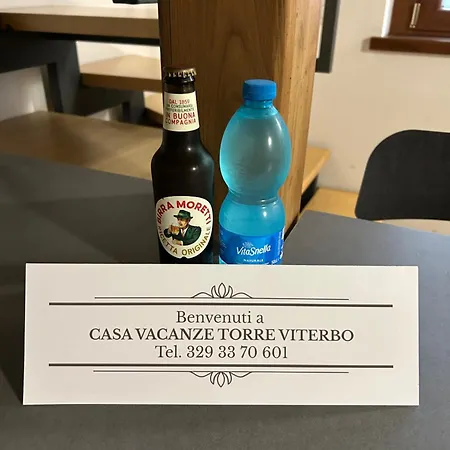 DAL 1859
IN BUONA
COMPAGNIA
BIRRA MORETTI
RICETTA ORIGINALE
VitaSnella
Benvenuti a
CASA VACANZE TORRE VITERBO
Tel. 329 33 70 601